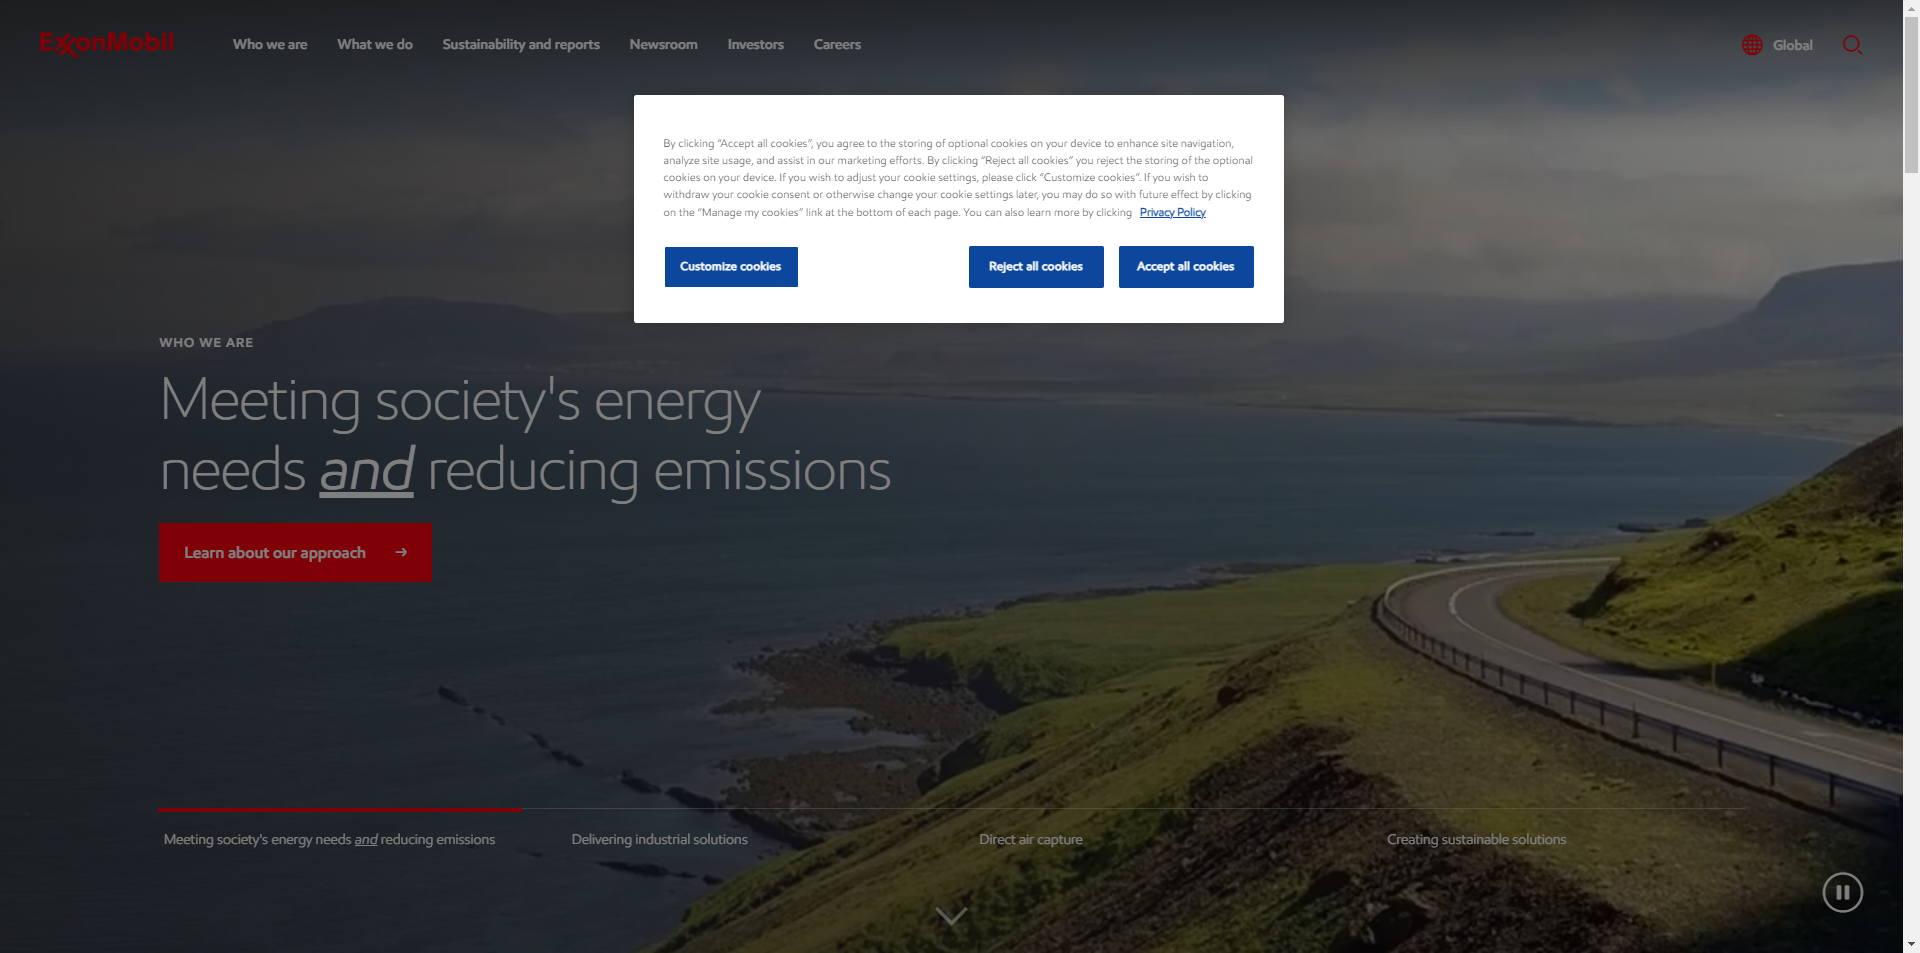 ExxonMobil
Who we are
What we do
Sustainability and reports
Newsroom
Investors
Careers
Global
By clicking “Accept all cookies”, you agree to the storing of optional cookies on your device to enhance site navigation,
analyze site usage, and assist in our marketing efforts. By clicking “Reject all cookies” you reject the storing of the optional
cookies on your device. If you wish to adjust your cookie settings, please click “Customize cookies”. If you wish to
withdraw your cookie consent or otherwise change your cookie settings later, you may do so with future effect by clicking
on the “Manage my cookies” link at the bottom of each page. You can also learn more by clicking Privacy Policy
Customize cookies
Reject all cookies
Accept all cookies
WHO WE ARE
Meeting society's energy
needs and reducing emissions
Learn about our approach
Meeting society's energy needs and reducing emissions
Delivering industrial solutions
Direct air capture
Creating sustainable solutions